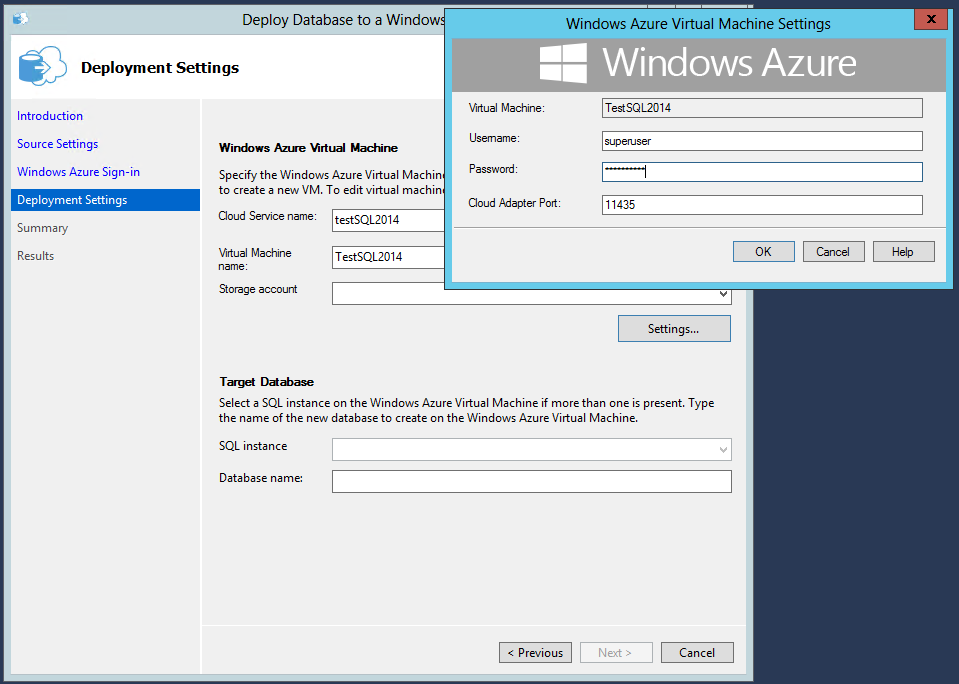 Deploy Database to a Windows
Deployment Settings
Introduction
Source Settings
Windows Azure Sign-in
Deployment Settings
Summary
Results
Windows Azure Virtual Machine
Specify the Windows Azure Virtual Machine
to create a new VM. To edit virtual machine
Cloud Service name:
testSQL2014
Virtual Machine
name:
TestSQL2014
Storage account
Settings...
Target Database
Select a SQL instance on the Windows Azure Virtual Machine if more than one is present. Type
the name of the new database to create on the Windows Azure Virtual Machine.
SQL instance
Database name:
< Previous
Next >
Cancel
Windows Azure Virtual Machine Settings
x
Windows Azure
Virtual Machine:
TestSQL2014
Username:
superuser
Password:
**********
Cloud Adapter Port:
11435
OK
Cancel
Help